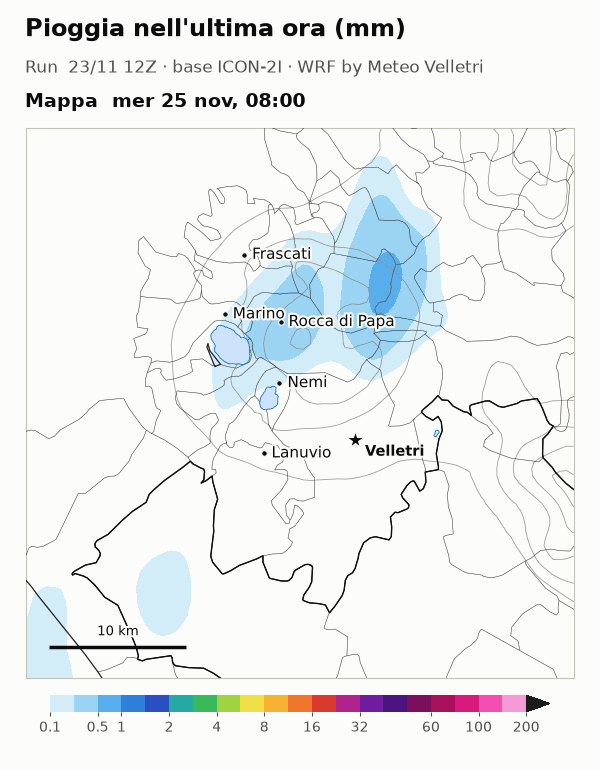 Pioggia nell'ultima ora (mm)
Run  23/11 12Z · base ICON-2I · WRF by Meteo Velletri
Mappa  mer 25 nov, 08:00
Frascati
Marino
Rocca di Papa
Nemi
Velletri
Lanuvio
10 km
0.1 0.5 1 2 4 8 16 32 60 100 200